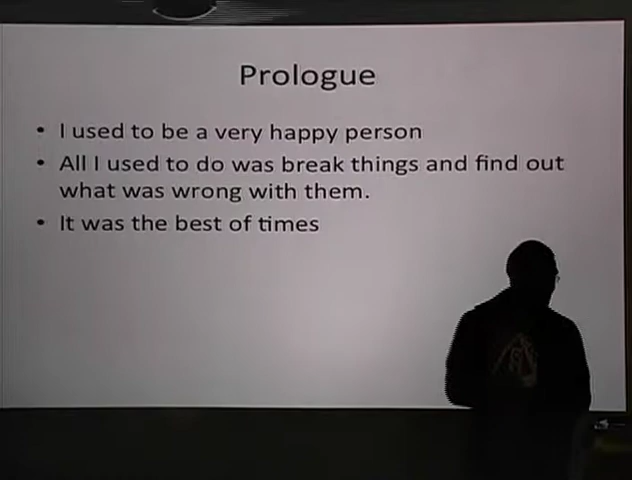 Prologue
• I used to be a very happy person
• All I used to do was break things and find out
what was wrong with them.
• It was the best of times